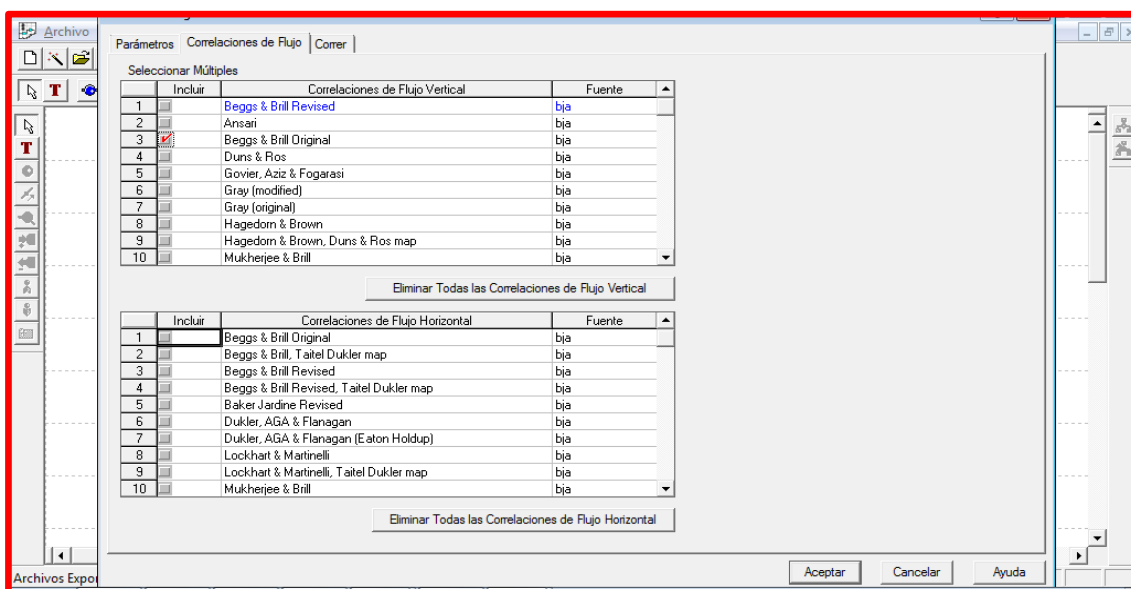 Archivo
Parámetros Correlaciones de Flujo Correr
Seleccionar Múltiples
Incluir Correlaciones de Flujo Vertical Fuente
1 Beggs & Brill Revised bja
2 Ansari bja
3 Beggs & Brill Original bja
4 Duns & Ros bja
5 Govier, Aziz & Fogarasi bja
6 Gray (modified) bja
7 Gray (original) bja
8 Hagedorn & Brown bja
9 Hagedorn & Brown, Duns & Ros map bja
10 Mukherjee & Brill bja
Eliminar Todas las Correlaciones de Flujo Vertical
Incluir Correlaciones de Flujo Horizontal Fuente
1 Beggs & Brill Original bja
2 Beggs & Brill, Taitel Dukler map bja
3 Beggs & Brill Revised bja
4 Beggs & Brill Revised, Taitel Dukler map bja
5 Baker Jardine Revised bja
6 Dukler, AGA & Flanagan bja
7 Dukler, AGA & Flanagan (Eaton Holdup) bja
8 Lockhart & Martinelli bja
9 Lockhart & Martinelli, Taitel Dukler map bja
10 Mukherjee & Brill bja
Eliminar Todas las Correlaciones de Flujo Horizontal
Aceptar Cancelar Ayuda
Archivos Expor